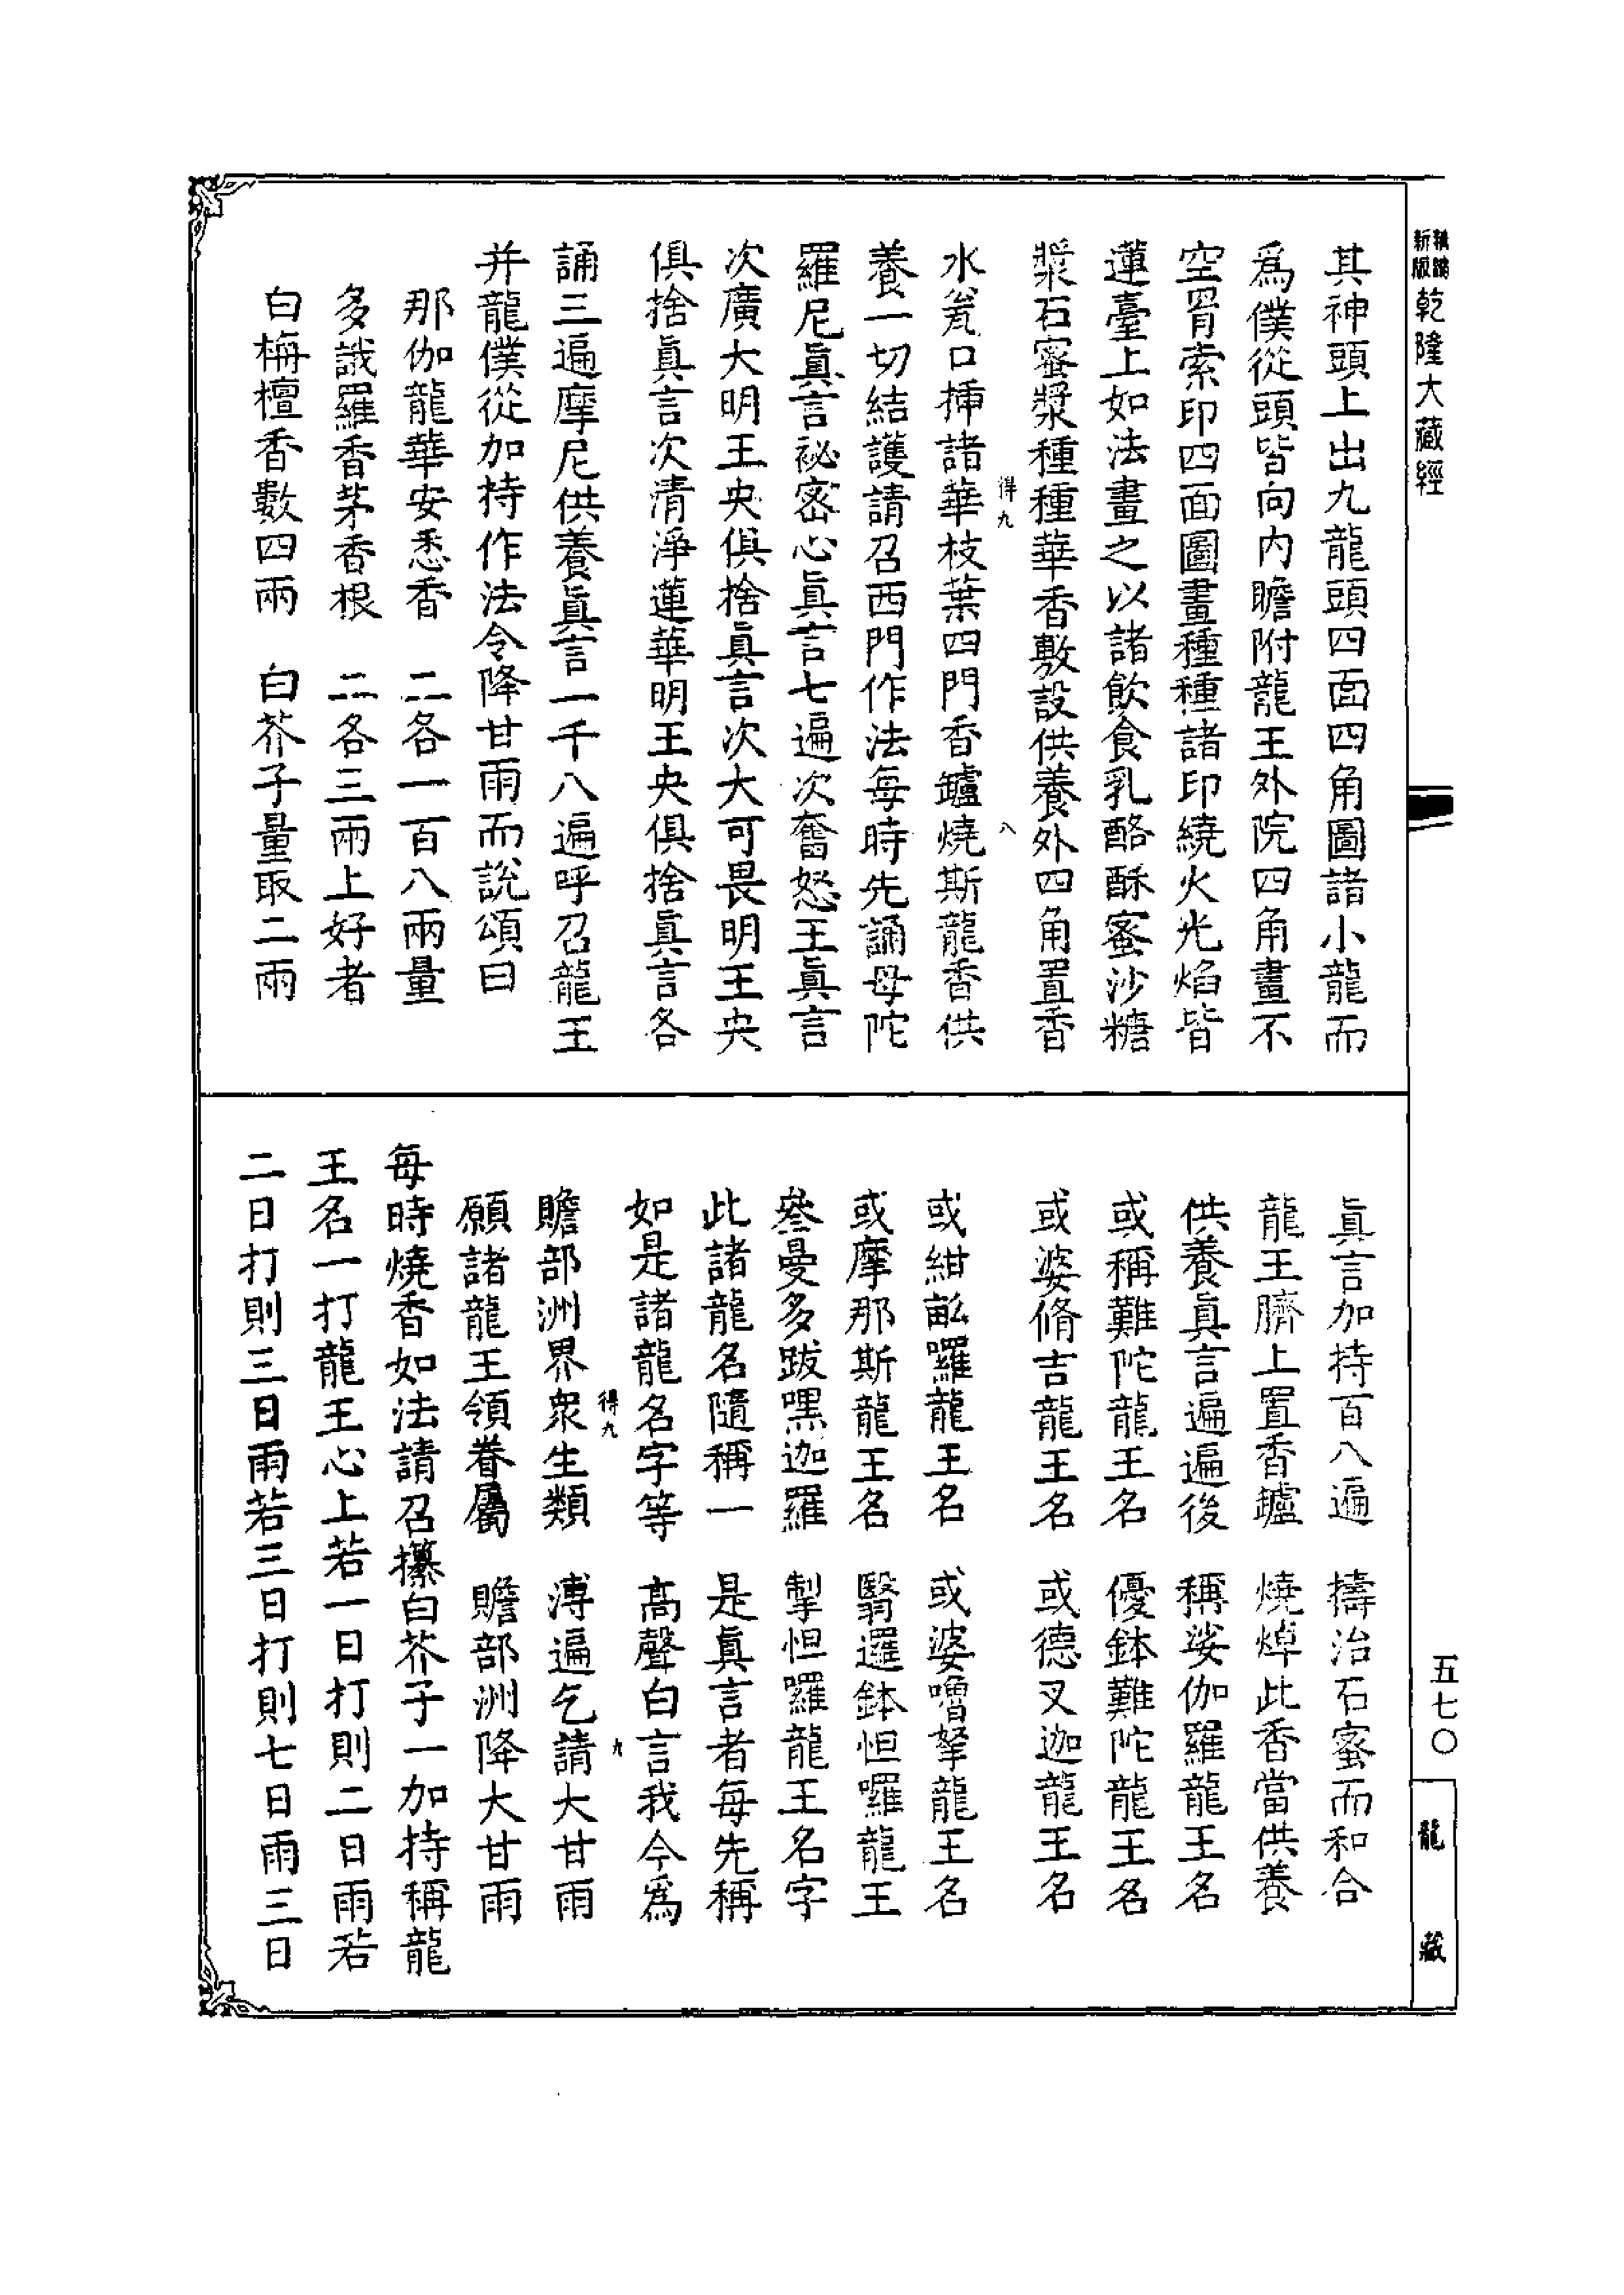 新版
乾隆大藏經
其神頭上出九龍頭四面四角圖諸小龍而
爲僕從頭皆向内瞻附龍王外院四角畫不
空罥索印四面圖畫種種諸印繞火光焰皆
蓮臺上如法畫之以諸飲食乳酪酥蜜沙糖
漿石蜜漿種種華香敷設供養外四角置香
得九
八
水瓮口揷諸華枝葉四門香鑪燒斯龍香供
養一切結護請召西門作法每時先誦母陀
羅尼眞言祕密心眞言七遍次奮怒王眞言
次廣大明王央俱捨眞言次大可畏明王央
俱捨眞言次清淨蓮華明王央俱捨眞言各
誦三遍摩尼供養眞言一千八遍呼召龍王
并龍僕從加持作法令降甘雨而說頌曰
那伽龍華安悉香　二各一百八兩量
多誐羅香茅香根　二各三兩上好者
白栴檀香數四兩　白芥子量取二兩
眞言加持百八遍　擣治石蜜而和合
龍王臍上置香鑪　燒焯此香當供養
供養眞言遍遍後　稱娑伽羅龍王名
或稱難陀龍王名　優鉢難陀龍王名
或婆脩吉龍王名　或德叉迦龍王名
或紺畝囉龍王名　或婆嚕拏龍王名
或摩那斯龍王名　翳邏鉢怛囉龍王
叅曼多跋嘿迦羅　掣怛囉龍王名字
此諸龍名隨稱一　是眞言者每先稱
如是諸龍名字等　高聲白言我今爲
得九
九
贍部洲界衆生類　溥遍乞請大甘雨
願諸龍王領眷屬　贍部洲降大甘雨
每時燒香如法請召攥白芥子一加持稱龍
王名一打龍王心上若一日打則二日雨若
二日打則三日雨若三日打則七日雨三日
五七〇
龍藏